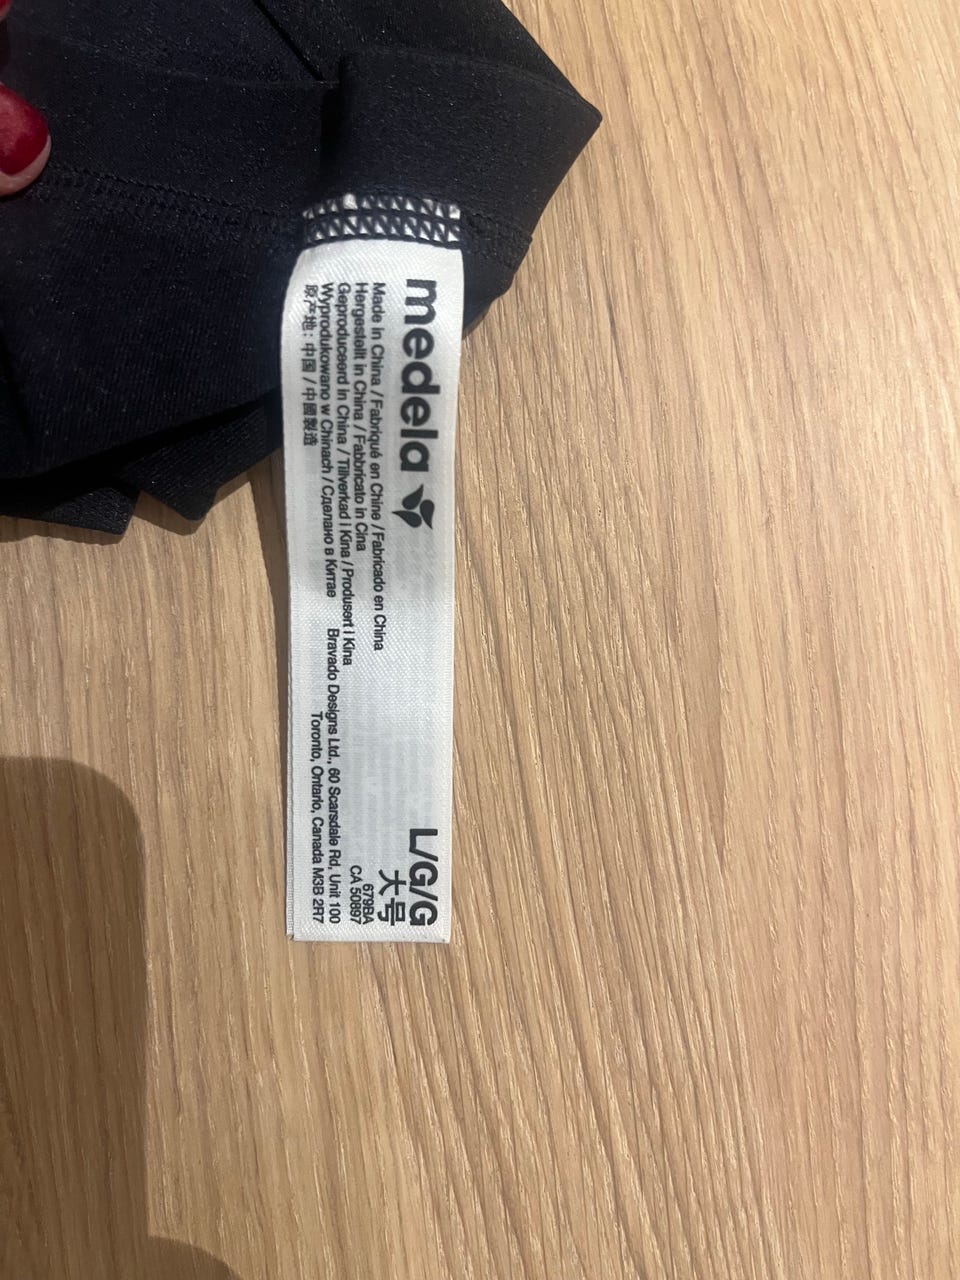 medela
Made in China / Fabriqué en Chine / Fabricado en China
Hergestellt in China / Fabbricato in Cina
Geproduceerd in China / Tillverkad i Kina / Produsert i Kina
Wyprodukowano w Chinach / Сделано в Китае
原产地: 中国 / 中國製造
L/G/G
大号
679BA
CA 50897
Bravado Designs Ltd., 60 Scarsdale Rd, Unit 100
Toronto, Ontario, Canada M3B 2R7